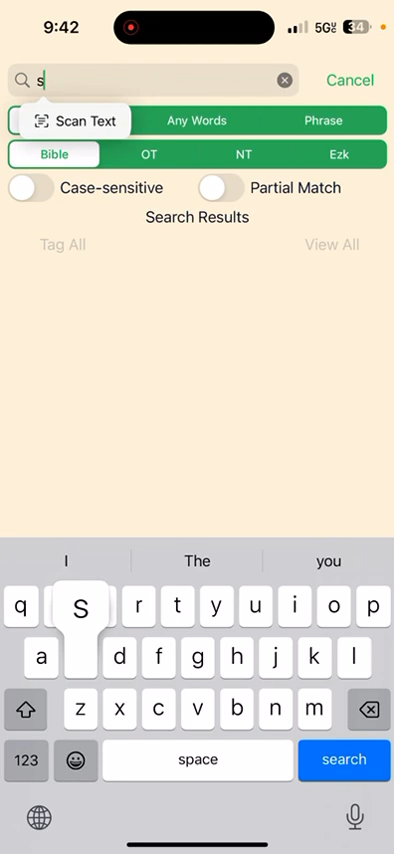 9:42 5G 34
s Cancel
Scan Text Any Words Phrase
Bible OT NT Ezk
Case-sensitive Partial Match
Search Results
Tag All View All
I The you
q S r t y u i o p
a d f g h j k l
z x c v b n m
123 space search